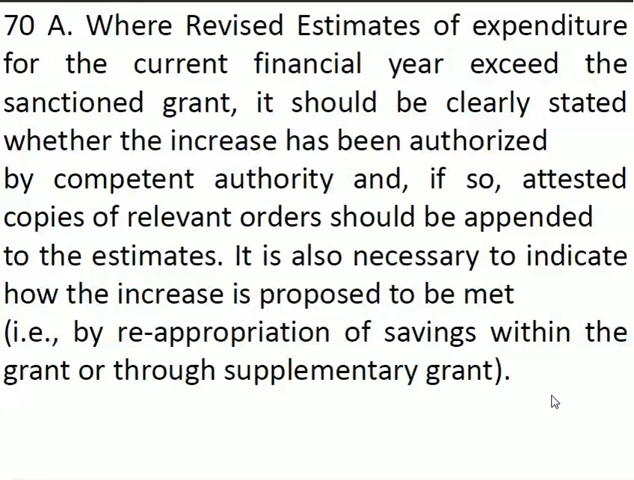 70 A. Where Revised Estimates of expenditure
for the current financial year exceed the
sanctioned grant, it should be clearly stated
whether the increase has been authorized
by competent authority and, if so, attested
copies of relevant orders should be appended
to the estimates. It is also necessary to indicate
how the increase is proposed to be met
(i.e., by re-appropriation of savings within the
grant or through supplementary grant).